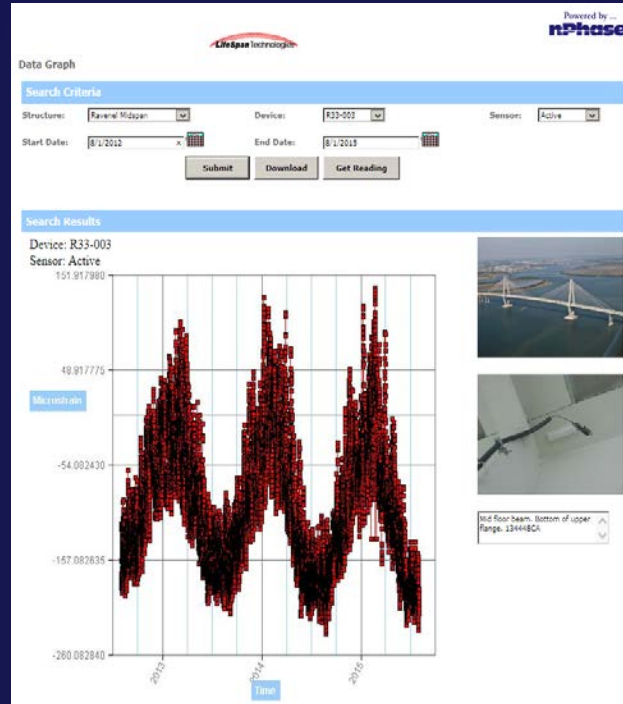 Powered by ...
nPhase
LifeSpan Technologies
Data Graph
Search Criteria
Structure: Ravenel Midspan Device: R33-003 Sensor: Active
Start Date: 8/1/2012 x End Date: 8/1/2015
Submit Download Get Reading
Search Results
Device: R33-003
Sensor: Active
151.917980
48.917775
Microstrain
-54.082430
-157.082635
-260.082840
2013 2014 2015
Time
Mid floor beam. Bottom of upper
flange. 134448CA